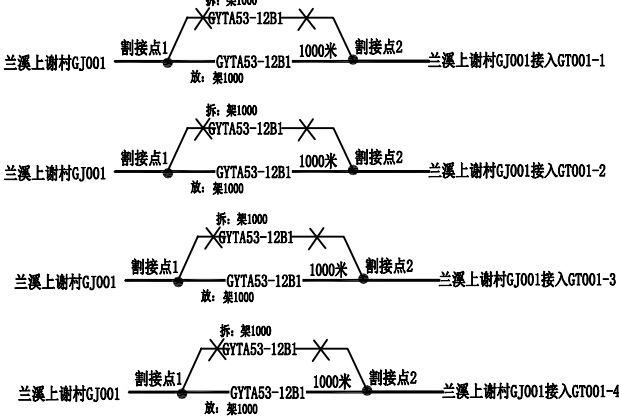 拆：架1000
GYTA53-12B1
割接点1 1000米 割接点2
兰溪上谢村GJ001 GYTA53-12B1 兰溪上谢村GJ001接入GT001-1
放：架1000
拆：架1000
GYTA53-12B1
割接点1 1000米 割接点2
兰溪上谢村GJ001 GYTA53-12B1 兰溪上谢村GJ001接入GT001-2
放：架1000
拆：架1000
GYTA53-12B1
割接点1 1000米 割接点2
兰溪上谢村GJ001 GYTA53-12B1 兰溪上谢村GJ001接入GT001-3
放：架1000
拆：架1000
GYTA53-12B1
割接点1 1000米 割接点2
兰溪上谢村GJ001 GYTA53-12B1 兰溪上谢村GJ001接入GT001-4
放：架1000